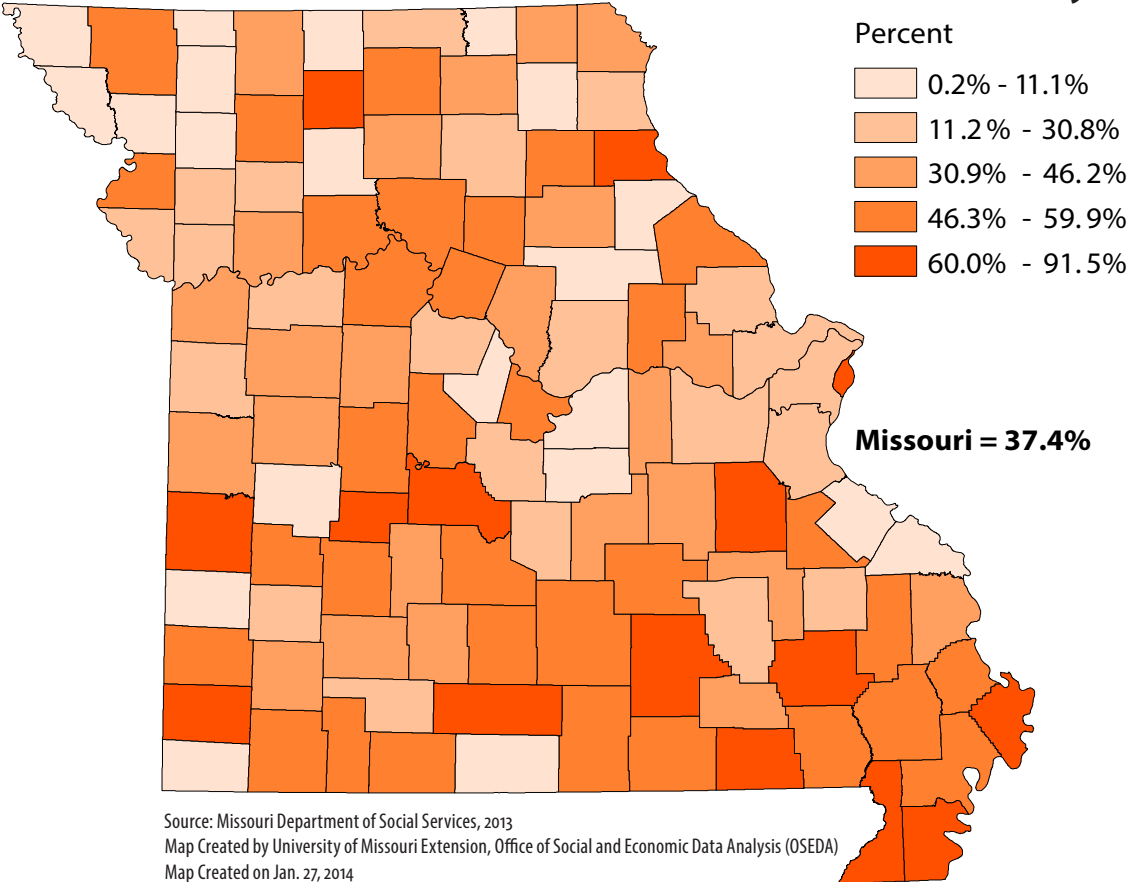 Percent
0.2% - 11.1%
11.2 % - 30.8%
30.9% - 46.2%
46.3% - 59.9%
60.0% - 91.5%
Missouri = 37.4%
Source: Missouri Department of Social Services, 2013
Map Created by University of Missouri Extension, Office of Social and Economic Data Analysis (OSEDA)
Map Created on Jan. 27, 2014